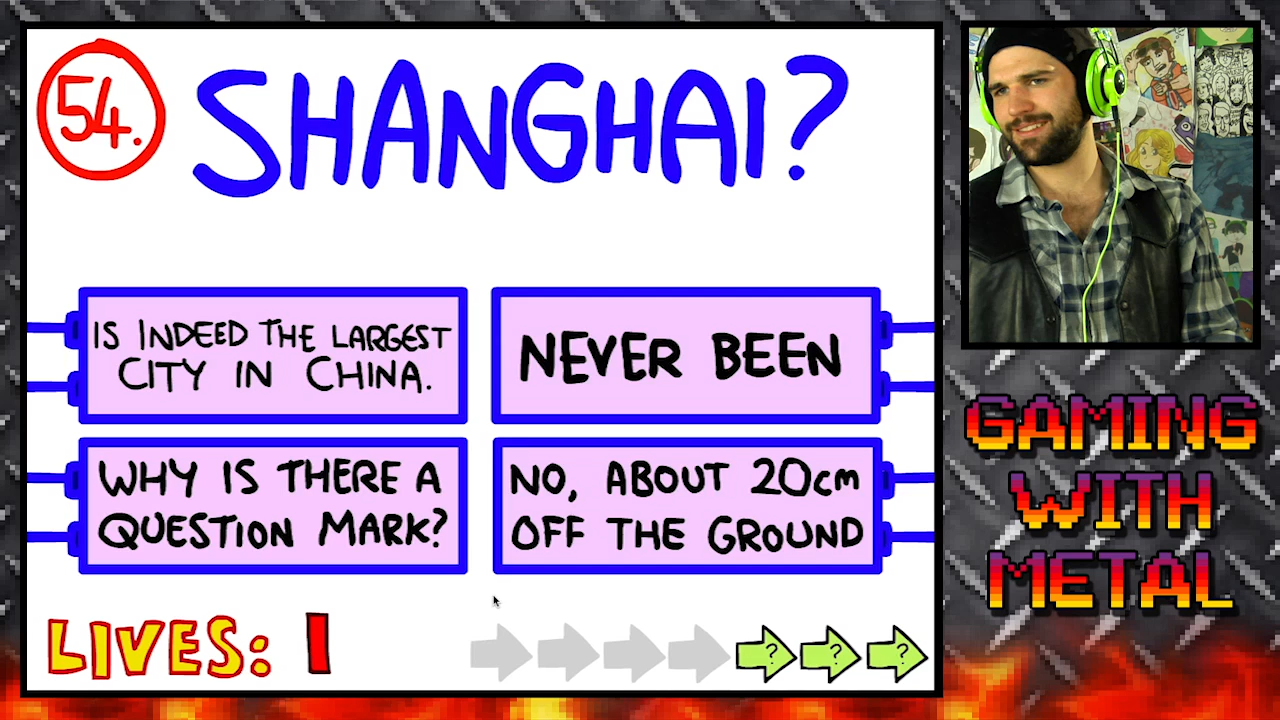 54.
SHANGHAI?
IS INDEED THE LARGEST
CITY IN CHINA.
NEVER BEEN
WHY IS THERE A
QUESTION MARK?
NO, ABOUT 20cm
OFF THE GROUND
LIVES: 1
? ? ?
GAMING
WITH
METAL